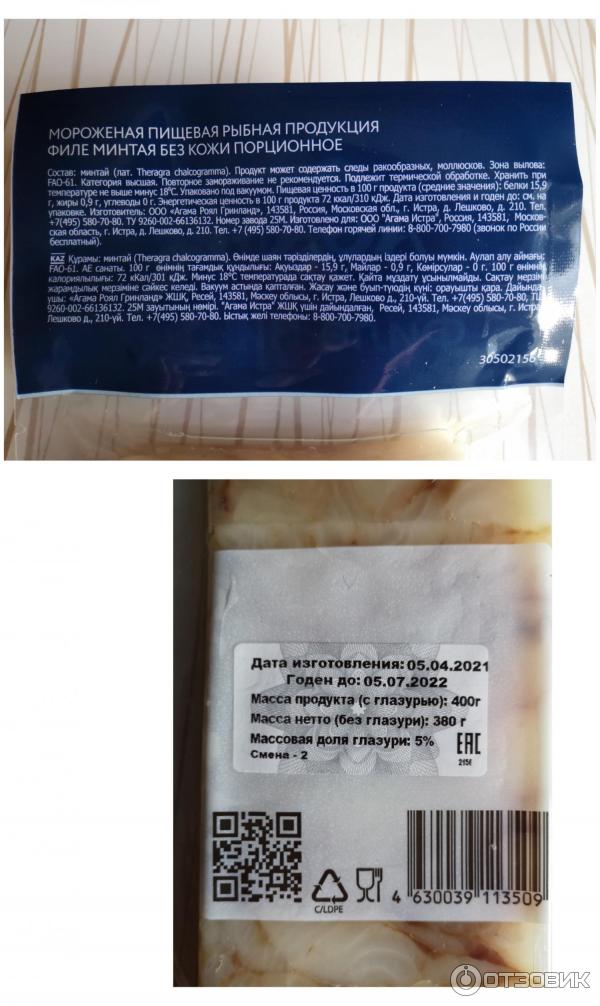 МОРОЖЕНАЯ ПИЩЕВАЯ РЫБНАЯ ПРОДУКЦИЯ
ФИЛЕ МИНТАЯ БЕЗ КОЖИ ПОРЦИОННОЕ
Состав: минтай (лат. Theragra chalcogramma). Продукт может содержать следы ракообразных, моллюсков. Зона вылова:
FAO-61. Категория высшая. Повторное замораживание не рекомендуется. Подлежит термической обработке. Хранить при
температуре не выше минус 18°C. Упаковано под вакуумом. Пищевая ценность в 100 г продукта (средние значения): белки 15,9
г, жиры 0,9 г, углеводы 0 г. Энергетическая ценность в 100 г продукта 72 ккал/310 кДж. Дата изготовления и годен до: см. на
упаковке. Изготовитель: ООО «Агама Роял Гринланд», 143581, Россия, Московская обл., г. Истра, д. Лешково, д. 210. Тел.
+7(495) 580-70-80. ТУ 9260-002-66136132. Номер завода 25М. Изготовлено для: ООО "Агама Истра", Россия, 143581, Москов-
ская область, г. Истра, д. Лешково, д. 210. Тел. +7 (495) 580-70-80. Телефон горячей линии: 8-800-700-7980 (звонок по России
бесплатный).
KAZ Құрамы: минтай (Theragra chalcogramma). Өнімде шаян тәрізділердің, улулардың іздері болуы мүмкін. Аулап алу аймағы:
FAO-61. АЕ санаты. 100 г өнімнің тағамдық құндылығы: Ақуыздар - 15,9 г, Майлар - 0,9 г, Көмірсулар - 0 г. 100 г өнімнің
калориялылығы: 72 кКал/301 кДж. Минус 18°C температурада сақтау қажет. Қайта мұздату ұсынылмайды. Сақтау мерзімі
жарамдылық мерзіміне сәйкес келеді. Вакуум астында қапталған. Жасау және буып-түюдің күні: орауышты қара. Дайында
ушы: «Агама Роял Гринланд» ЖШҚ, Ресей, 143581, Мәскеу облысы, г. Истра, Лешково д., 210-үй. Тел. +7(495) 580-70-80, ТШ
9260-002-66136132. 25М зауытының немірі. "Агама Истра" ЖШҚ үшін дайындалған, Ресей, 143581, Мәскеу облысы, г. Истра,
Лешково д., 210-үй. Тел. +7(495) 580-70-80. Ыстық желі телефоны: 8-800-700-7980.
30502156
Дата изготовления: 05.04.2021
Годен до: 05.07.2022
Масса продукта (с глазурью): 400г
Масса нетто (без глазури): 380 г
Массовая доля глазури: 5%
Смена - 2
EAC
C/LDPE
4 630039 113509
ОТЗОВИК